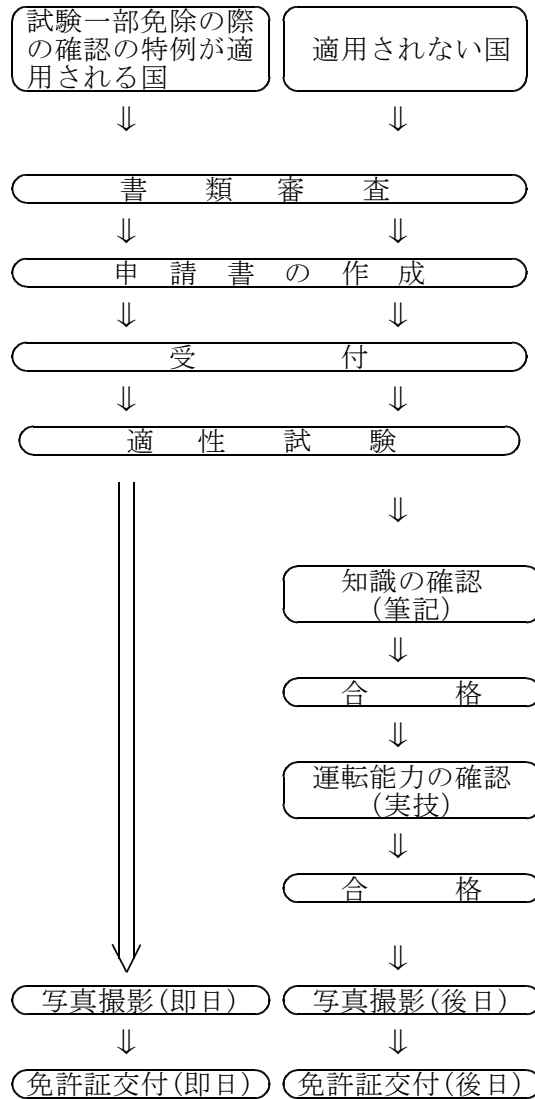 試験一部免除の際
の確認の特例が適
用される国
適用されない国
⇓ ⇓
書類審査
⇓ ⇓
申請書の作成
⇓ ⇓
受付
⇓ ⇓
適性試験
⇓
知識の確認
(筆記)
⇓
合格
⇓
運転能力の確認
(実技)
⇓
合格
⇓
写真撮影(即日) 写真撮影(後日)
⇓ ⇓
免許証交付(即日) 免許証交付(後日)